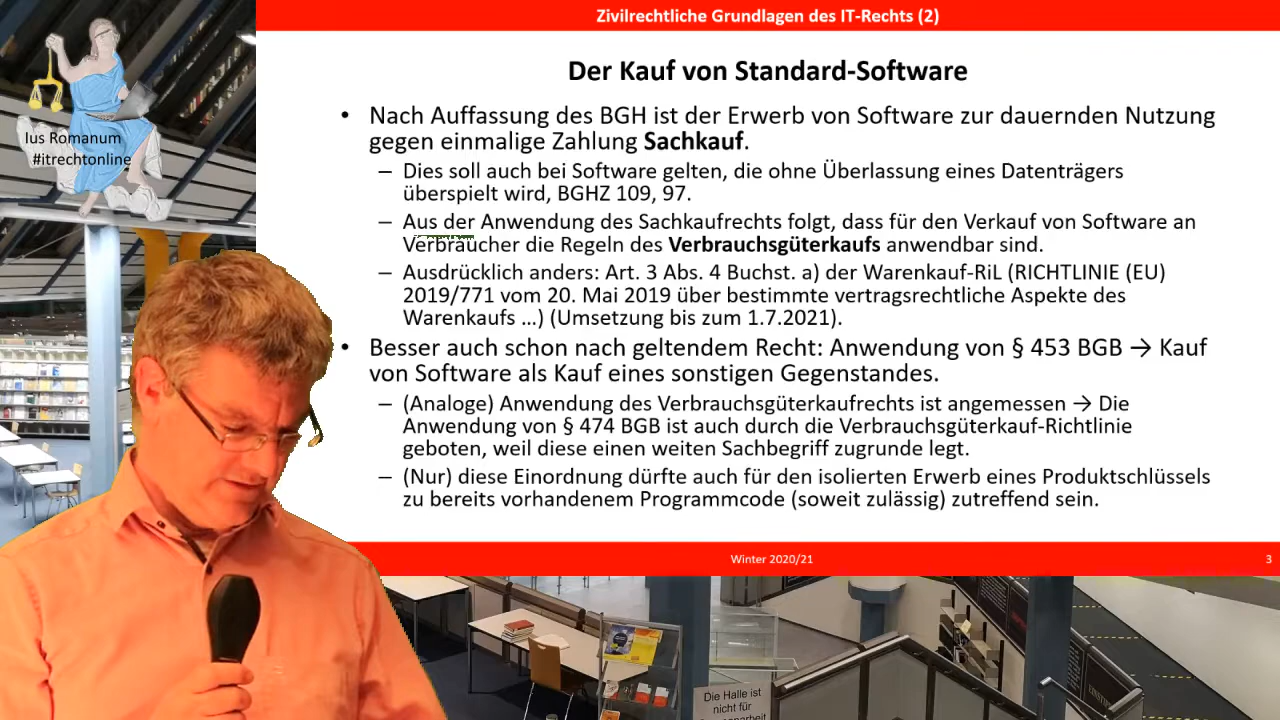 Zivilrechtliche Grundlagen des IT-Rechts (2)
Ius Romanum
#itrechtonline
Der Kauf von Standard-Software
• Nach Auffassung des BGH ist der Erwerb von Software zur dauernden Nutzung
gegen einmalige Zahlung Sachkauf.
– Dies soll auch bei Software gelten, die ohne Überlassung eines Datenträgers
überspielt wird, BGHZ 109, 97.
– Aus der Anwendung des Sachkaufrechts folgt, dass für den Verkauf von Software an
Verbraucher die Regeln des Verbrauchsgüterkaufs anwendbar sind.
– Ausdrücklich anders: Art. 3 Abs. 4 Buchst. a) der Warenkauf-RiL (RICHTLINIE (EU)
2019/771 vom 20. Mai 2019 über bestimmte vertragsrechtliche Aspekte des
Warenkaufs ...) (Umsetzung bis zum 1.7.2021).
• Besser auch schon nach geltendem Recht: Anwendung von § 453 BGB → Kauf
von Software als Kauf eines sonstigen Gegenstandes.
– (Analoge) Anwendung des Verbrauchsgüterkaufrechts ist angemessen → Die
Anwendung von § 474 BGB ist auch durch die Verbrauchsgüterkauf-Richtlinie
geboten, weil diese einen weiten Sachbegriff zugrunde legt.
– (Nur) diese Einordnung dürfte auch für den isolierten Erwerb eines Produktschlüssels
zu bereits vorhandenem Programmcode (soweit zulässig) zutreffend sein.
Winter 2020/21
3
Die Halle ist
nicht für